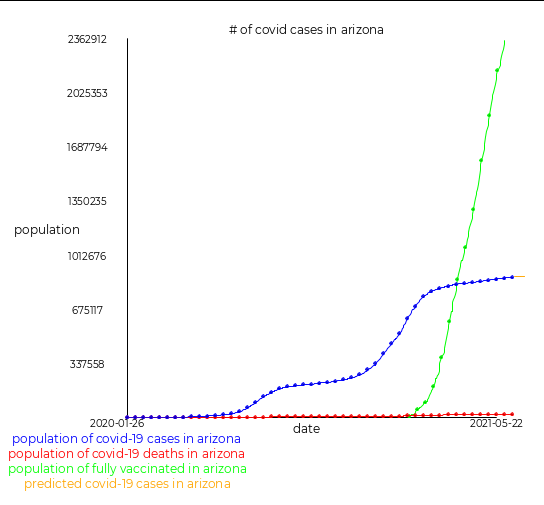 # of covid cases in arizona
2362912
2025353
1687794
1350235
population
1012676
675117
337558
2020-01-26
date
2021-05-22
population of covid-19 cases in arizona
population of covid-19 deaths in arizona
population of fully vaccinated in arizona
predicted covid-19 cases in arizona